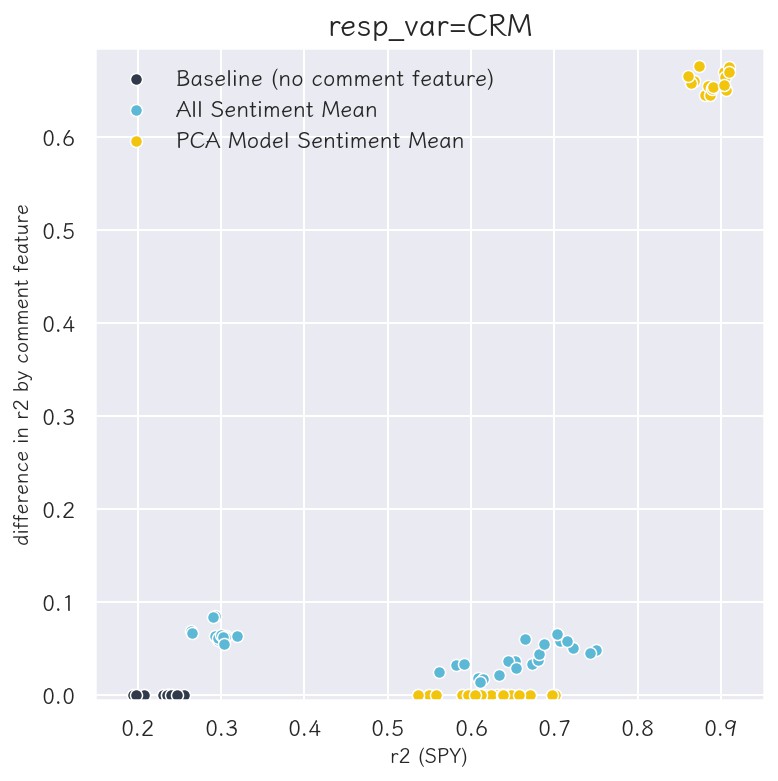 resp_var=CRM
Baseline (no comment feature)
All Sentiment Mean
PCA Model Sentiment Mean
difference in r2 by comment feature
0.6
0.5
0.4
0.3
0.2
0.1
0.0
0.2 0.3 0.4 0.5 0.6 0.7 0.8 0.9
r2 (SPY)